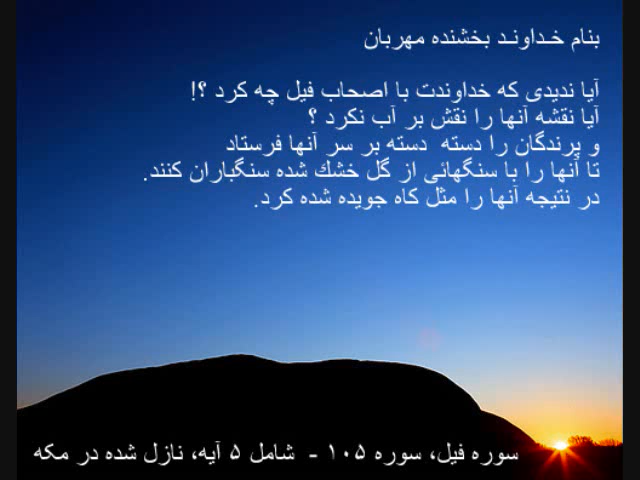 بنام خـداونـد بخشنده مهربان
آیا ندیدی که خداوندت با اصحاب فیل چه کرد ؟!
آیا نقشه آنها را نقش بر آب نکرد ؟
و پرندگان را دسته دسته بر سر آنها فرستاد
تا آنها را با سنگهائی از گل خشك شده سنگباران کنند.
در نتیجه آنها را مثل کاه جویده شده کرد.
سوره فیل، سوره ۱۰۵ - شامل ۵ آیه، نازل شده در مکه